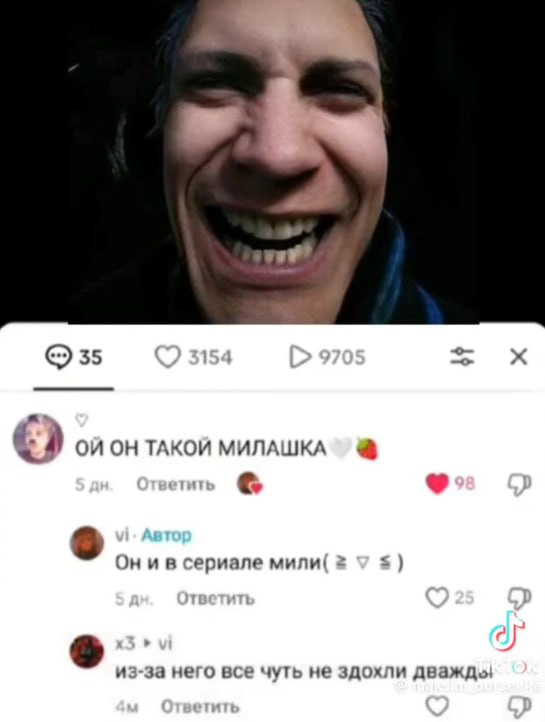 35 3154 9705
♡
ОЙ ОН ТАКОЙ МИЛАШКА🤍🍓
5 дн. Ответить 98
vi · Автор
Он и в сериале мили( ≧ ▽ ≦ )
5 дн. Ответить 25
x3 ▸ vi
из-за него все чуть не здохли дважды
TikTok
4м Ответить